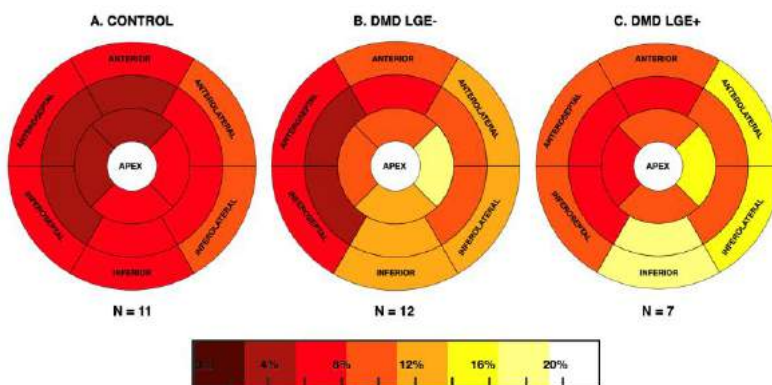 A. CONTROL
B. DMD LGE-
C. DMD LGE+
ANTERIOR
ANTEROSEPTAL
ANTEROLATERAL
APEX
INFEROSEPTAL
INFEROLATERAL
INFERIOR
ANTERIOR
ANTEROSEPTAL
ANTEROLATERAL
APEX
INFEROSEPTAL
INFEROLATERAL
INFERIOR
ANTERIOR
ANTEROSEPTAL
ANTEROLATERAL
APEX
INFEROSEPTAL
INFEROLATERAL
INFERIOR
N = 11
N = 12
N = 7
4% 8% 12% 16% 20%